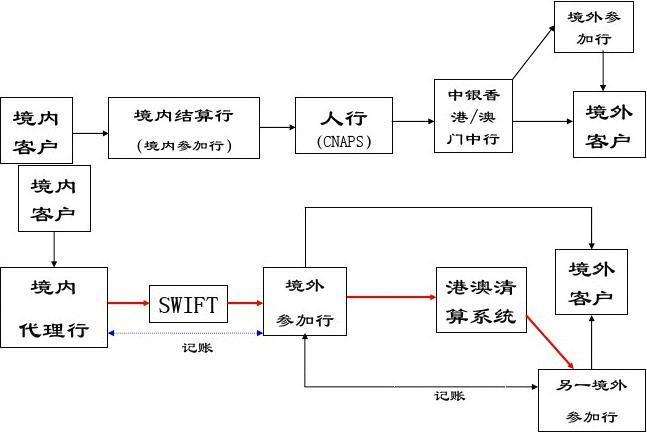 境外参
加行
境内
客户
境内结算行
(境内参加行)
人行
(CNAPS)
中银香
港/澳
门中行
境外
客户
境内
客户
境内
代理行
SWIFT
境外
参加行
港澳清
算系统
境外
客户
记账
记账
另一境外
参加行